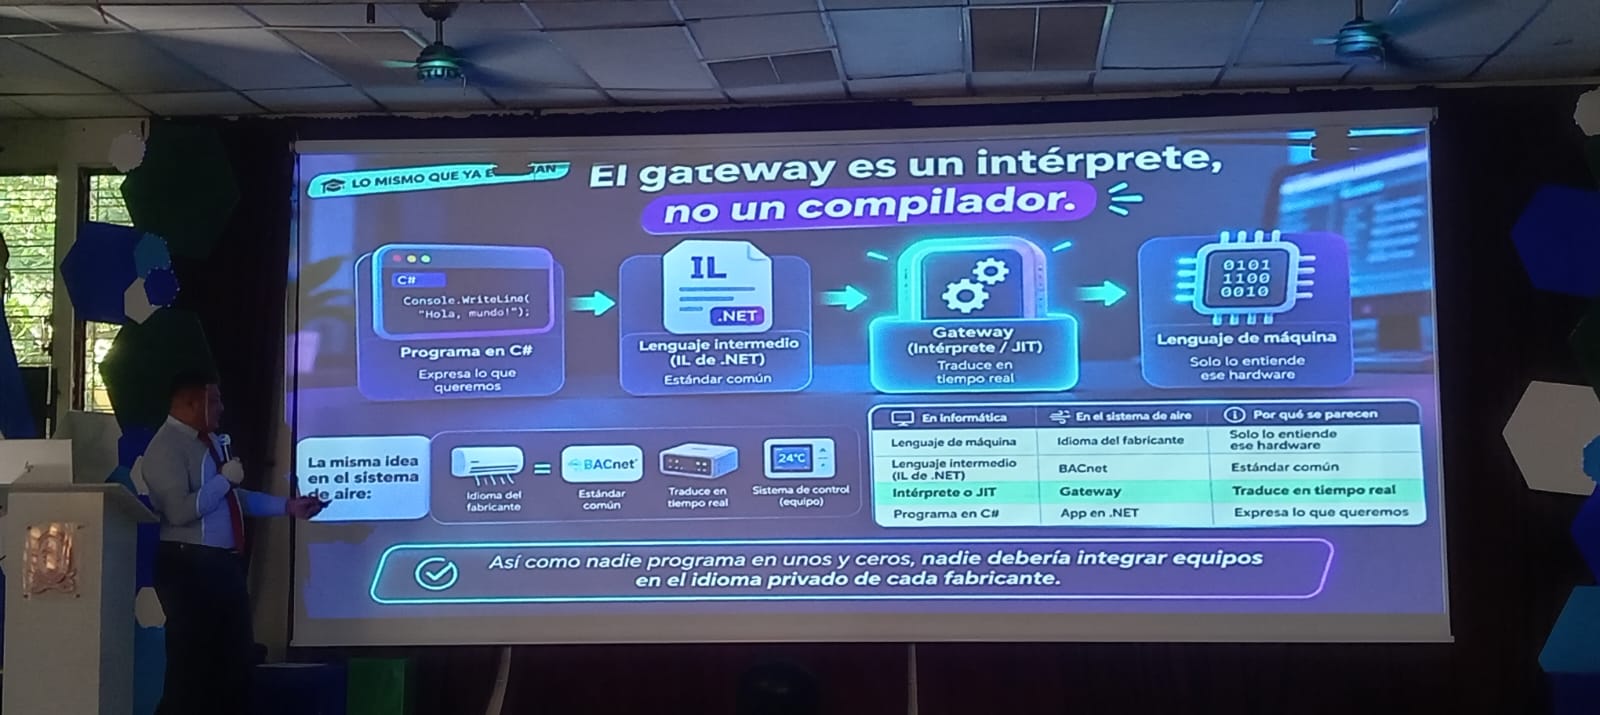 LO MISMO QUE YA E AN
El gateway es un intérprete,
no un compilador.
C#
Console.WriteLine(
"Hola, mundo!");
Programa en C#
Expresa lo que
queremos
IL
.NET
Lenguaje intermedio
(IL de .NET)
Estándar común
Gateway
(Intérprete / JIT)
Traduce en
tiempo real
0101
1100
0010
Lenguaje de máquina
Solo lo entiende
ese hardware
La misma idea
en el sistema
de aire:
Idioma del
fabricante
=
BACnet
Estándar
común
Traduce en
tiempo real
24°C
Sistema de control
(equipo)
En informática En el sistema de aire Por qué se parecen
Lenguaje de máquina Idioma del fabricante Solo lo entiende
ese hardware
Lenguaje intermedio
(IL de .NET) BACnet Estándar común
Intérprete o JIT Gateway Traduce en tiempo real
Programa en C# App en .NET Expresa lo que queremos
Así como nadie programa en unos y ceros, nadie debería integrar equipos
en el idioma privado de cada fabricante.